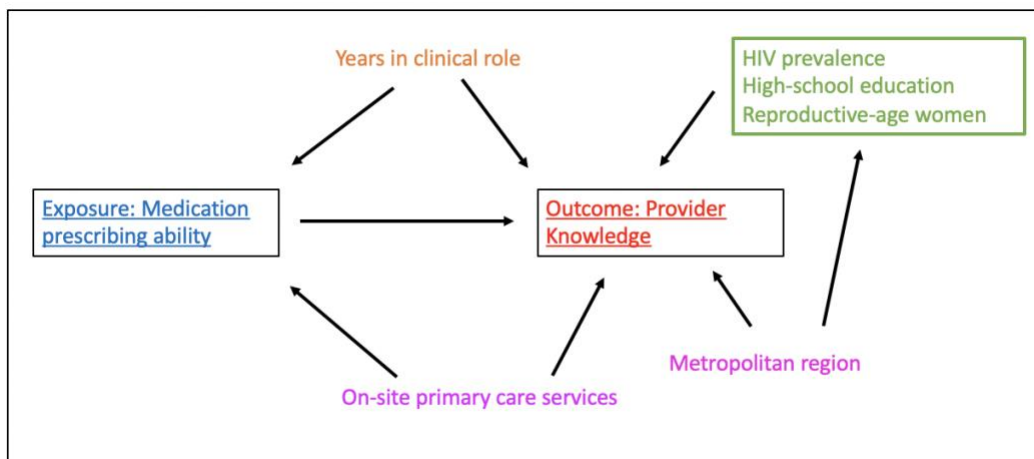 Years in clinical role
HIV prevalence
High-school education
Reproductive-age women
Exposure: Medication
prescribing ability
Outcome: Provider
Knowledge
Metropolitan region
On-site primary care services